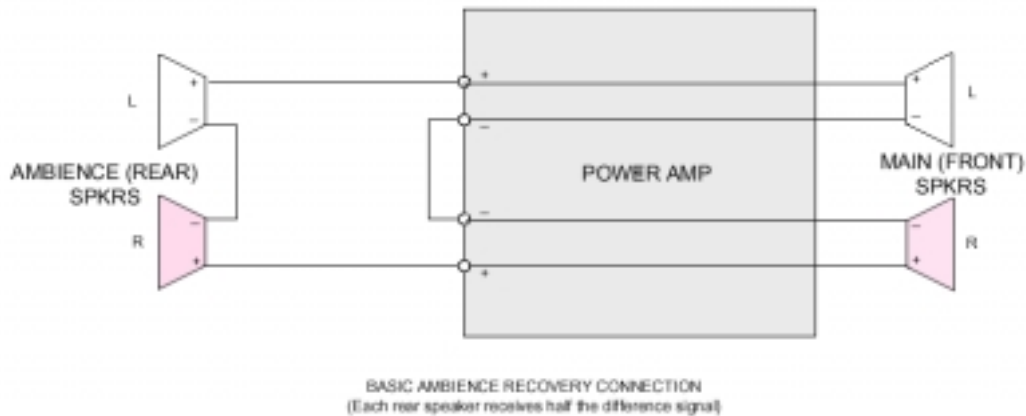 +
+
+
L
L
–
–
–
AMBIENCE (REAR)
SPKRS
POWER AMP
MAIN (FRONT)
SPKRS
–
–
–
R
R
+
+
+
BASIC AMBIENCE RECOVERY CONNECTION
(Each rear speaker receives half the difference signal)